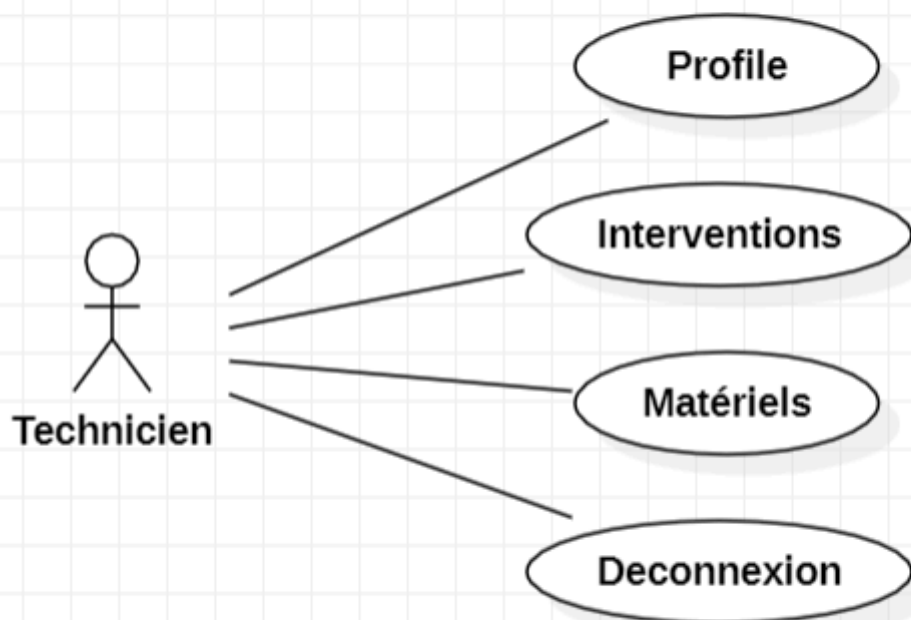 Profile
Interventions
Technicien
Matériels
Deconnexion